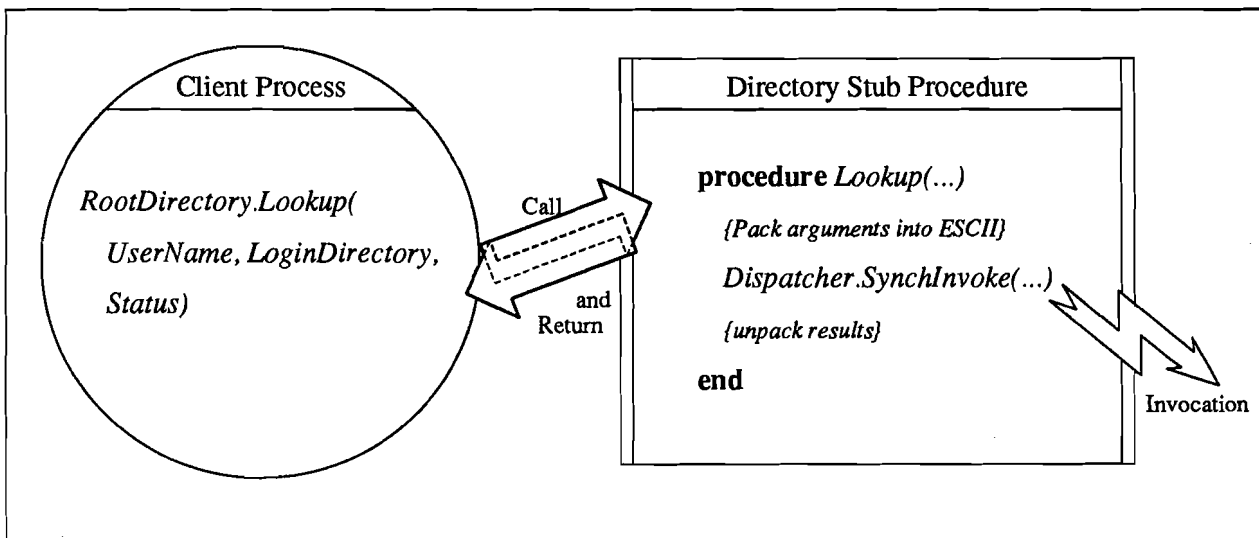 Client Process
RootDirectory.Lookup(
UserName, LoginDirectory,
Status)
Call
and
Return
Directory Stub Procedure
procedure Lookup(...)
{Pack arguments into ESCII}
Dispatcher.SynchInvoke(...)
{unpack results}
end
Invocation